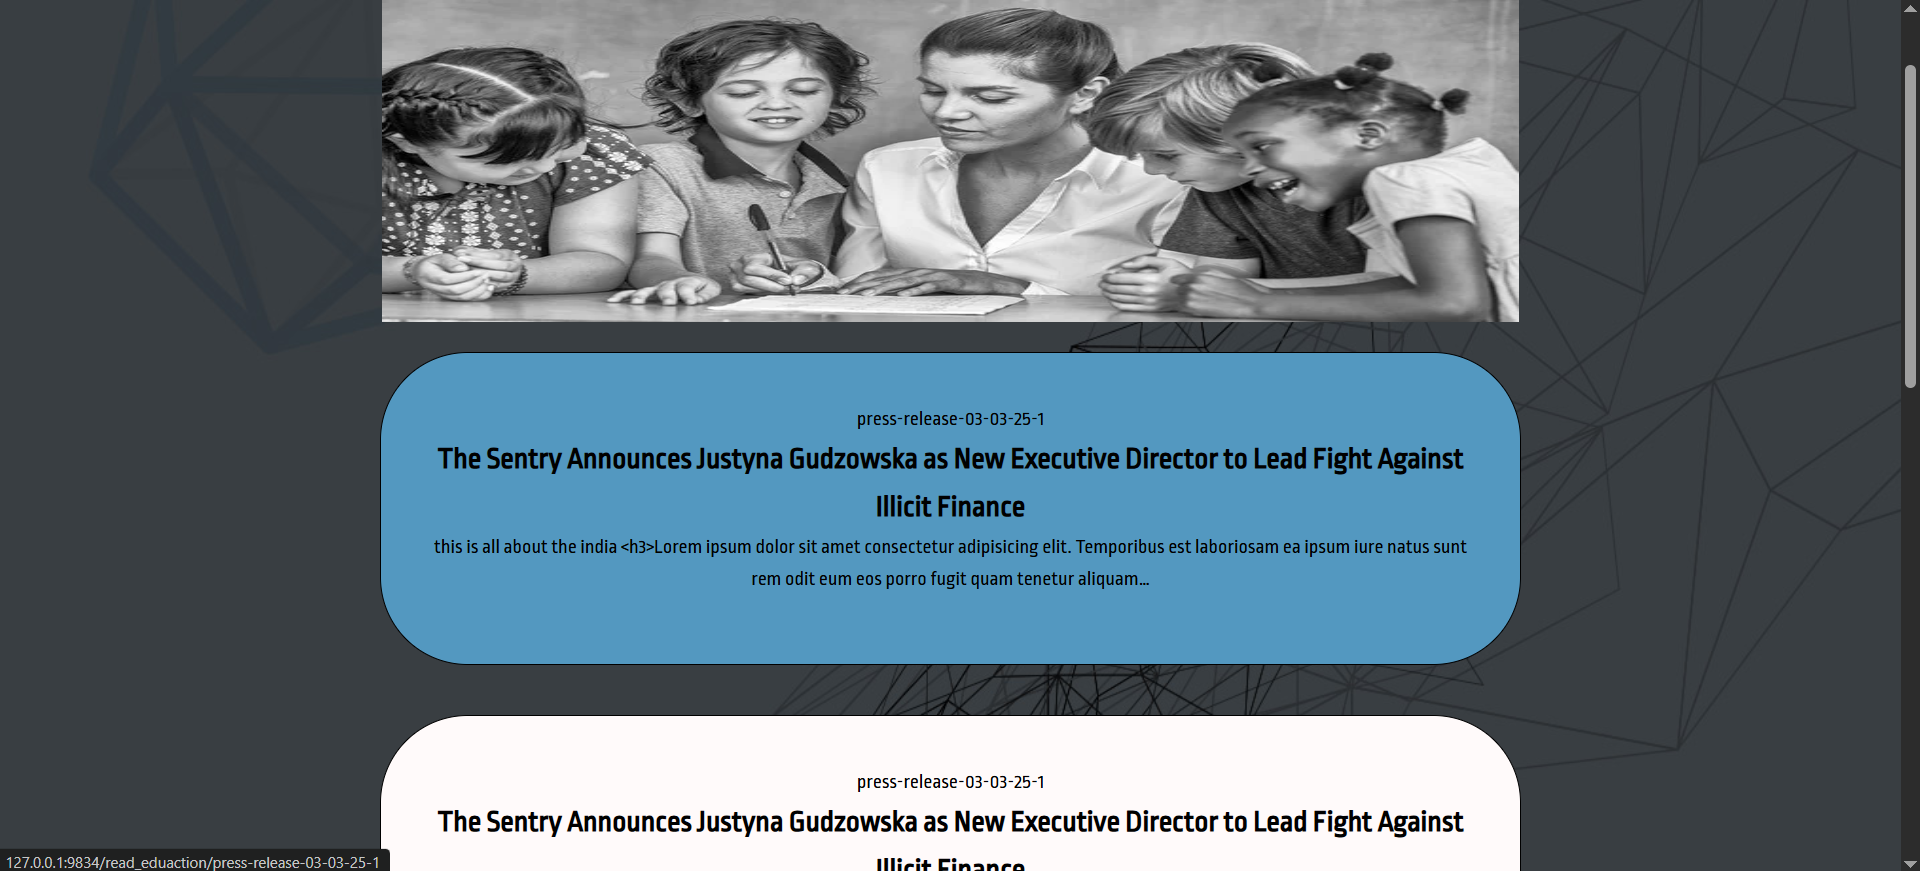 press-release-03-03-25-1
The Sentry Announces Justyna Gudzowska as New Executive Director to Lead Fight Against
Illicit Finance
this is all about the india <h3>Lorem ipsum dolor sit amet consectetur adipisicing elit. Temporibus est laboriosam ea ipsum iure natus sunt
rem odit eum eos porro fugit quam tenetur aliquam...
press-release-03-03-25-1
The Sentry Announces Justyna Gudzowska as New Executive Director to Lead Fight Against
Illicit Finance
127.0.0.1:9834/read_eduaction/press-release-03-03-25-1